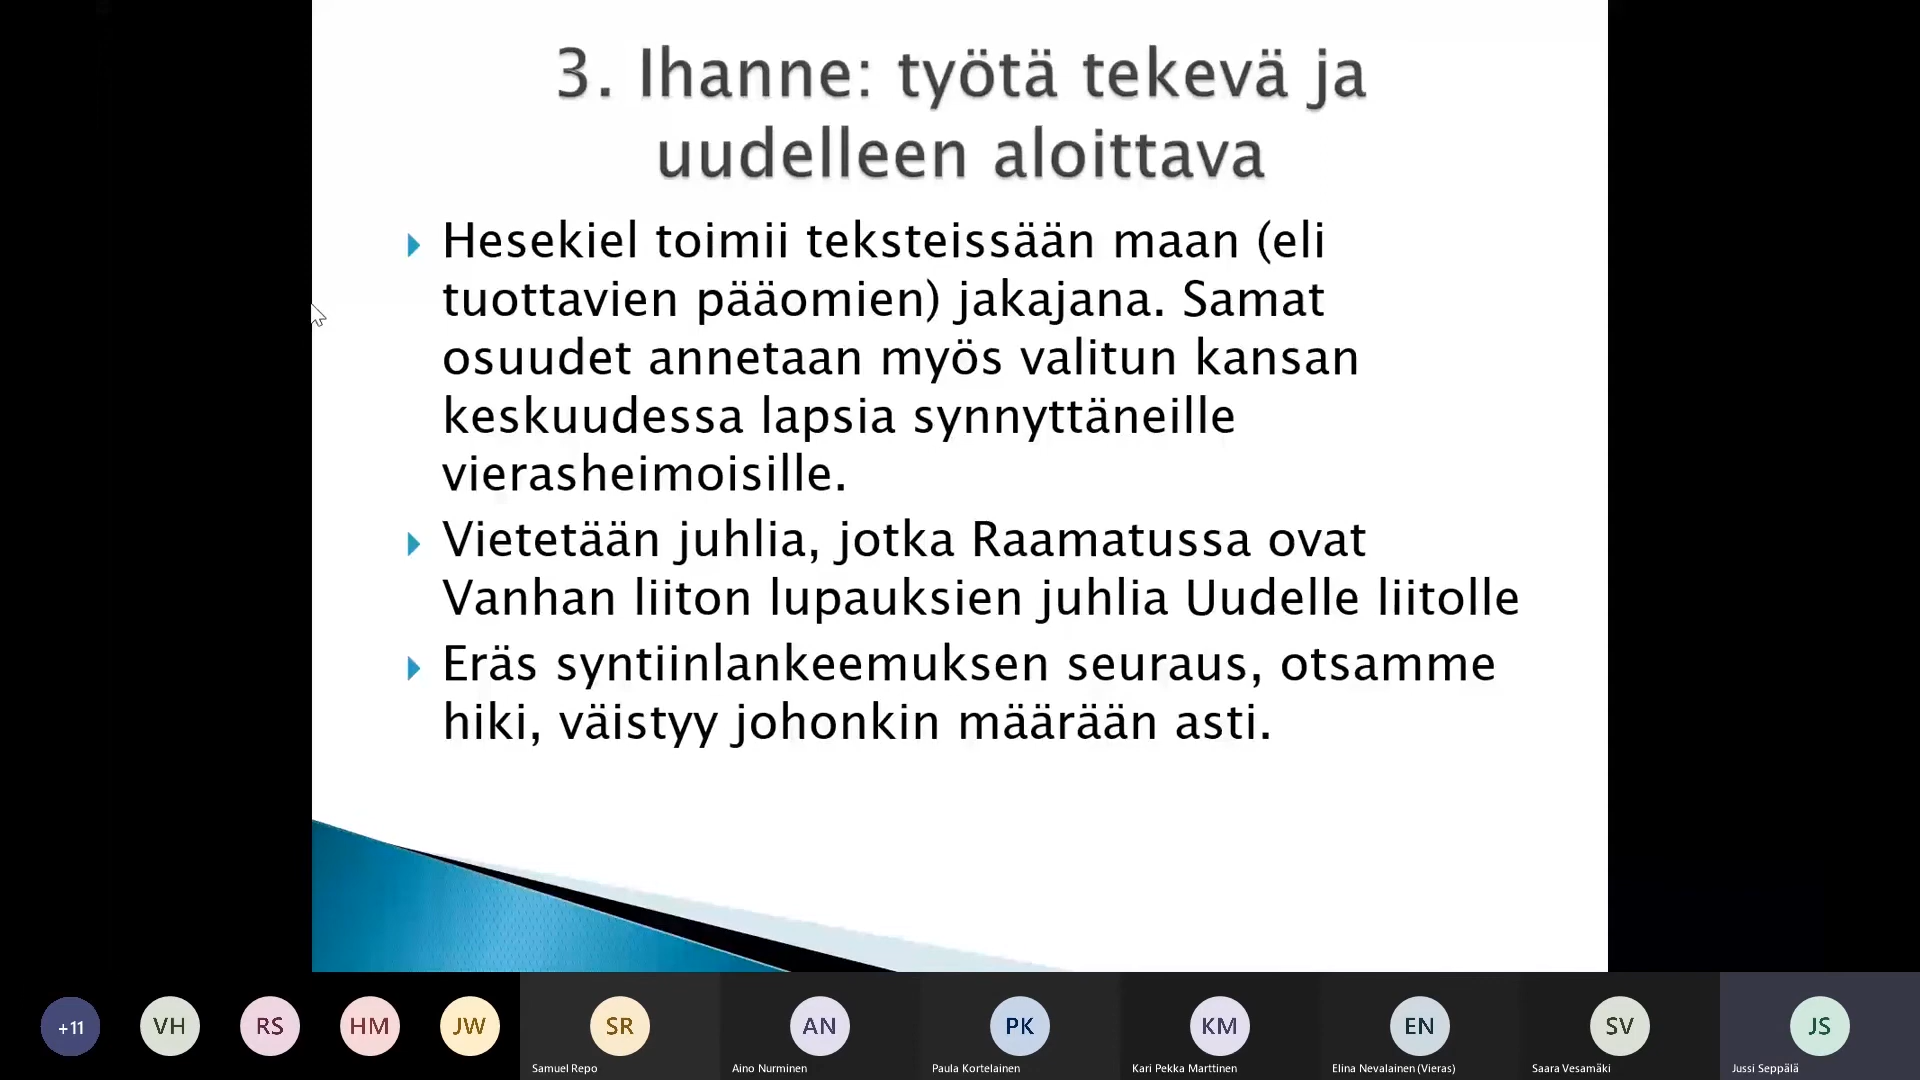 3. Ihanne: työtä tekevä ja
uudelleen aloittava
Hesekiel toimii teksteissään maan (eli
tuottavien pääomien) jakajana. Samat
osuudet annetaan myös valitun kansan
keskuudessa lapsia synnyttäneille
vierasheimoisille.
Vietetään juhlia, jotka Raamatussa ovat
Vanhan liiton lupauksien juhlia Uudelle liitolle
Eräs syntiinlankeemuksen seuraus, otsamme
hiki, väistyy johonkin määrään asti.
+11
VH
RS
HM
JW
SR
AN
PK
KM
EN
SV
JS
Samuel Repo
Aino Nurminen
Paula Kortelainen
Kari Pekka Marttinen
Elina Nevalainen (Vieras)
Saara Vesamäki
Jussi Seppälä